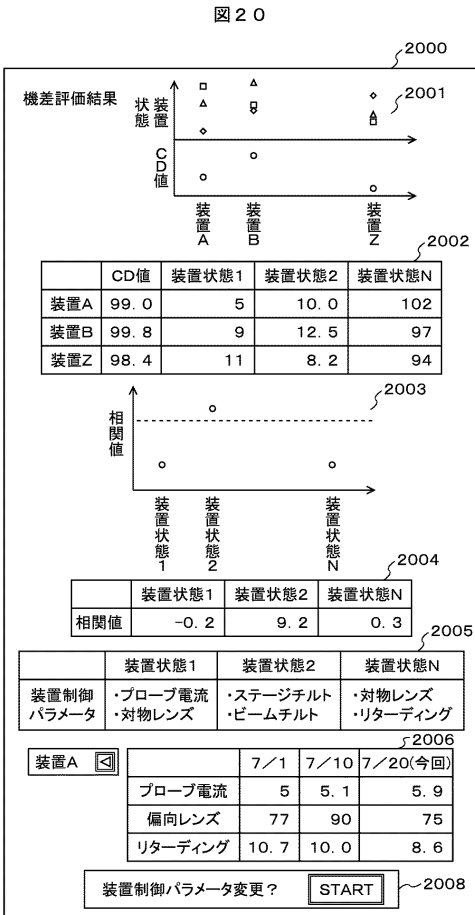 図20
2000
機差評価結果
装置
状態
2001
CD値
装置A
装置B
装置Z
2002
CD値 装置状態1 装置状態2 装置状態N
装置A 99.0 5 10.0 102
装置B 99.8 9 12.5 97
装置Z 98.4 11 8.2 94
2003
相関値
装置状態1
装置状態2
装置状態N
2004
装置状態1 装置状態2 装置状態N
相関値 -0.2 9.2 0.3
2005
装置状態1 装置状態2 装置状態N
装置制御 ・プローブ電流 ・ステージチルト ・対物レンズ
パラメータ ・対物レンズ ・ビームチルト ・リターディング
2006
装置A
7/1 7/10 7/20(今回)
プローブ電流 5 5.1 5.9
偏向レンズ 77 90 75
リターディング 10.7 10.0 8.6
装置制御パラメータ変更? START
2008